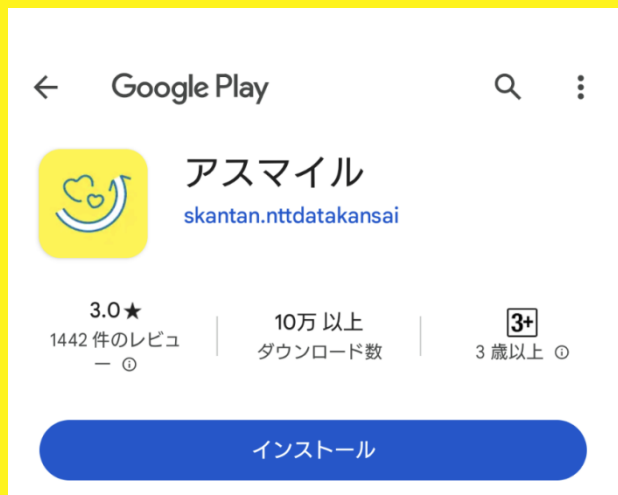 Google Play
アスマイル
skantan.nttdatakansai
3.0★
1442 件のレビュ
ー
10万 以上
ダウンロード数
3+
3 歳以上
インストール